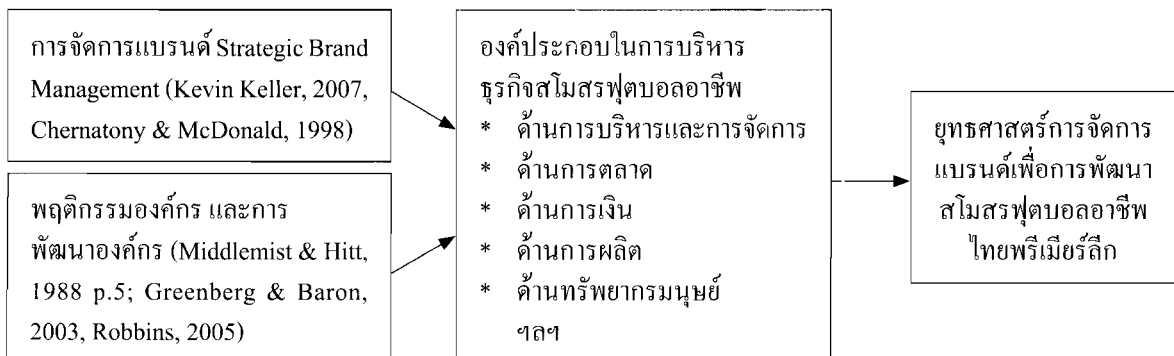 การจัดการแบรนด์ Strategic Brand
Management (Kevin Keller, 2007,
Chernatony & McDonald, 1998)
พฤติกรรมองค์กร และการ
พัฒนาองค์กร (Middlemist & Hitt,
1988 p.5; Greenberg & Baron,
2003, Robbins, 2005)
องค์ประกอบในการบริหาร
ธุรกิจสโมสรฟุตบอลอาชีพ
* ด้านการบริหารและการจัดการ
* ด้านการตลาด
* ด้านการเงิน
* ด้านการผลิต
* ด้านทรัพยากรมนุษย์
ฯลฯ
ยุทธศาสตร์การจัดการ
แบรนด์เพื่อการพัฒนา
สโมสรฟุตบอลอาชีพ
ไทยพรีเมียร์ลีก